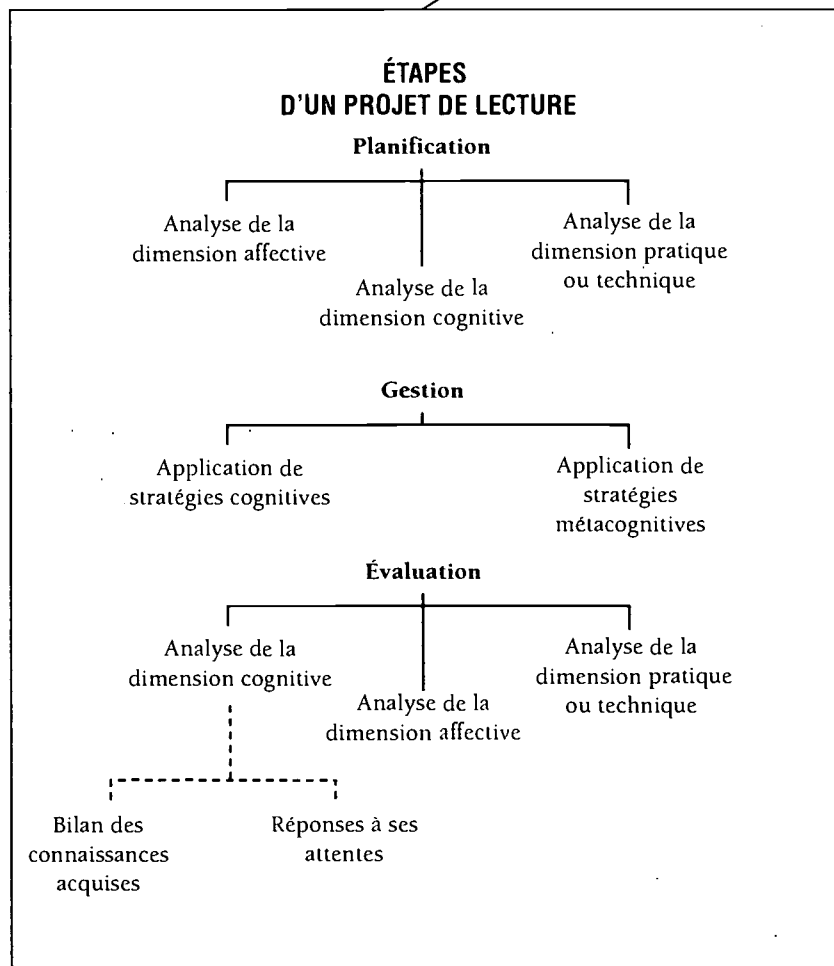 ÉTAPES
D'UN PROJET DE LECTURE
Planification
Analyse de la
dimension affective
Analyse de la
dimension cognitive
Analyse de la
dimension pratique
ou technique
Gestion
Application de
stratégies cognitives
Application de
stratégies
métacognitives
Évaluation
Analyse de la
dimension cognitive
Analyse de la
dimension affective
Analyse de la
dimension pratique
ou technique
Bilan des
connaissances
acquises
Réponses à ses
attentes